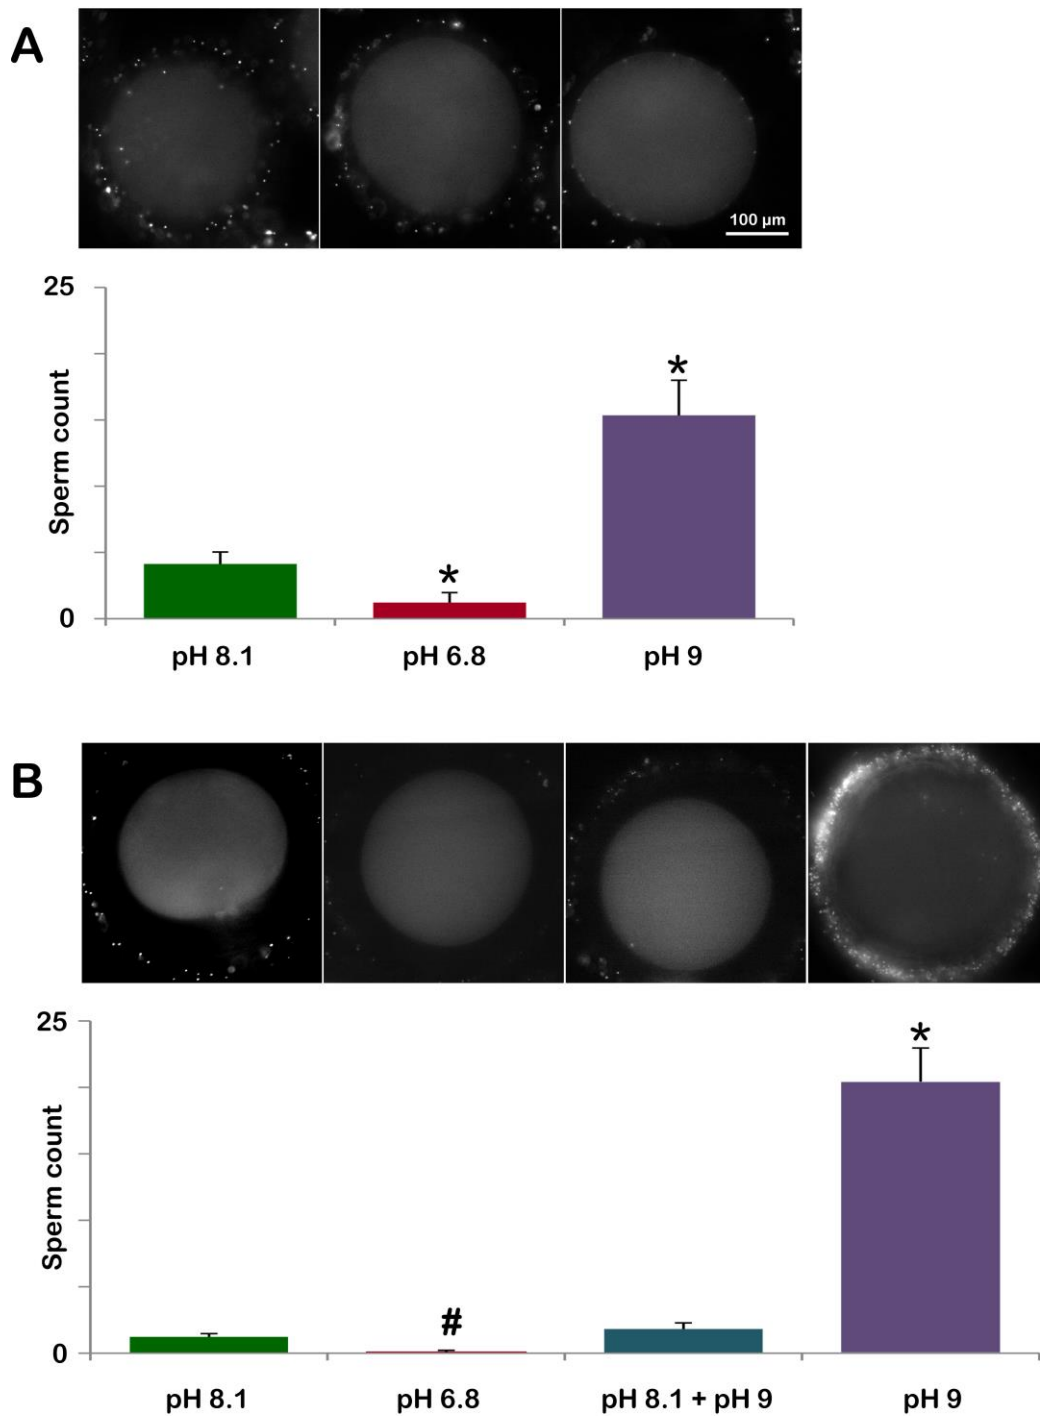 A
100 µm
25
Sperm count
0
*
*
pH 8.1
pH 6.8
pH 9
B
25
Sperm count
0
#
*
pH 8.1
pH 6.8
pH 8.1 + pH 9
pH 9